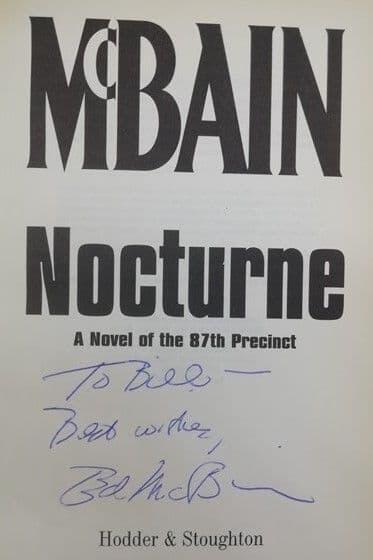 McBAIN
Nocturne
A Novel of the 87th Precinct
To Bill –
Best wishes,
Ed McBain
Hodder & Stoughton